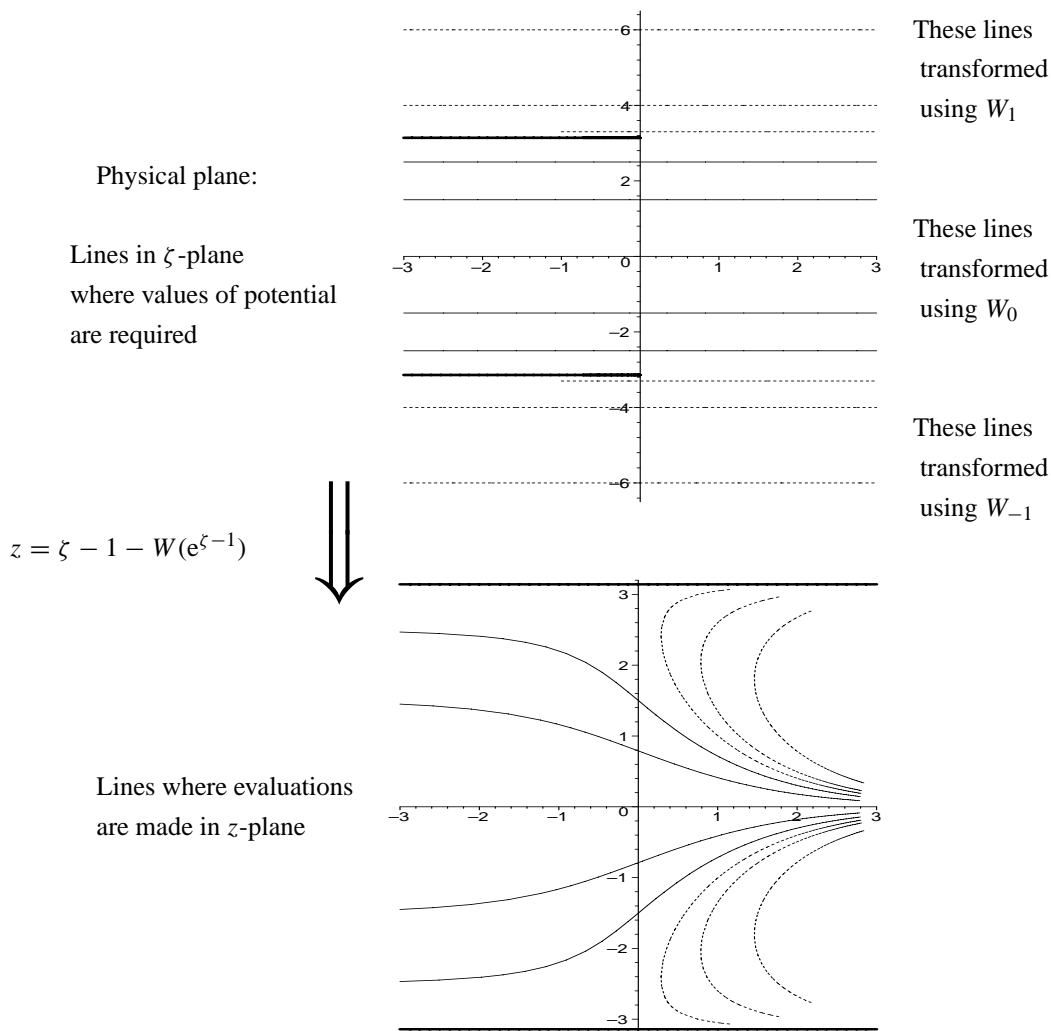 These lines
transformed
using W₁
Physical plane:
Lines in ζ-plane
where values of potential
are required
These lines
transformed
using W₀
These lines
transformed
using W₋₁
6
4
2
−3 −2 −1 0 1 2 3
−2
−4
−6
z = ζ − 1 − W(e^{ζ−1})
3
2
1
Lines where evaluations
are made in z-plane
−3 −2 −1 0 1 2 3
−1
−2
−3